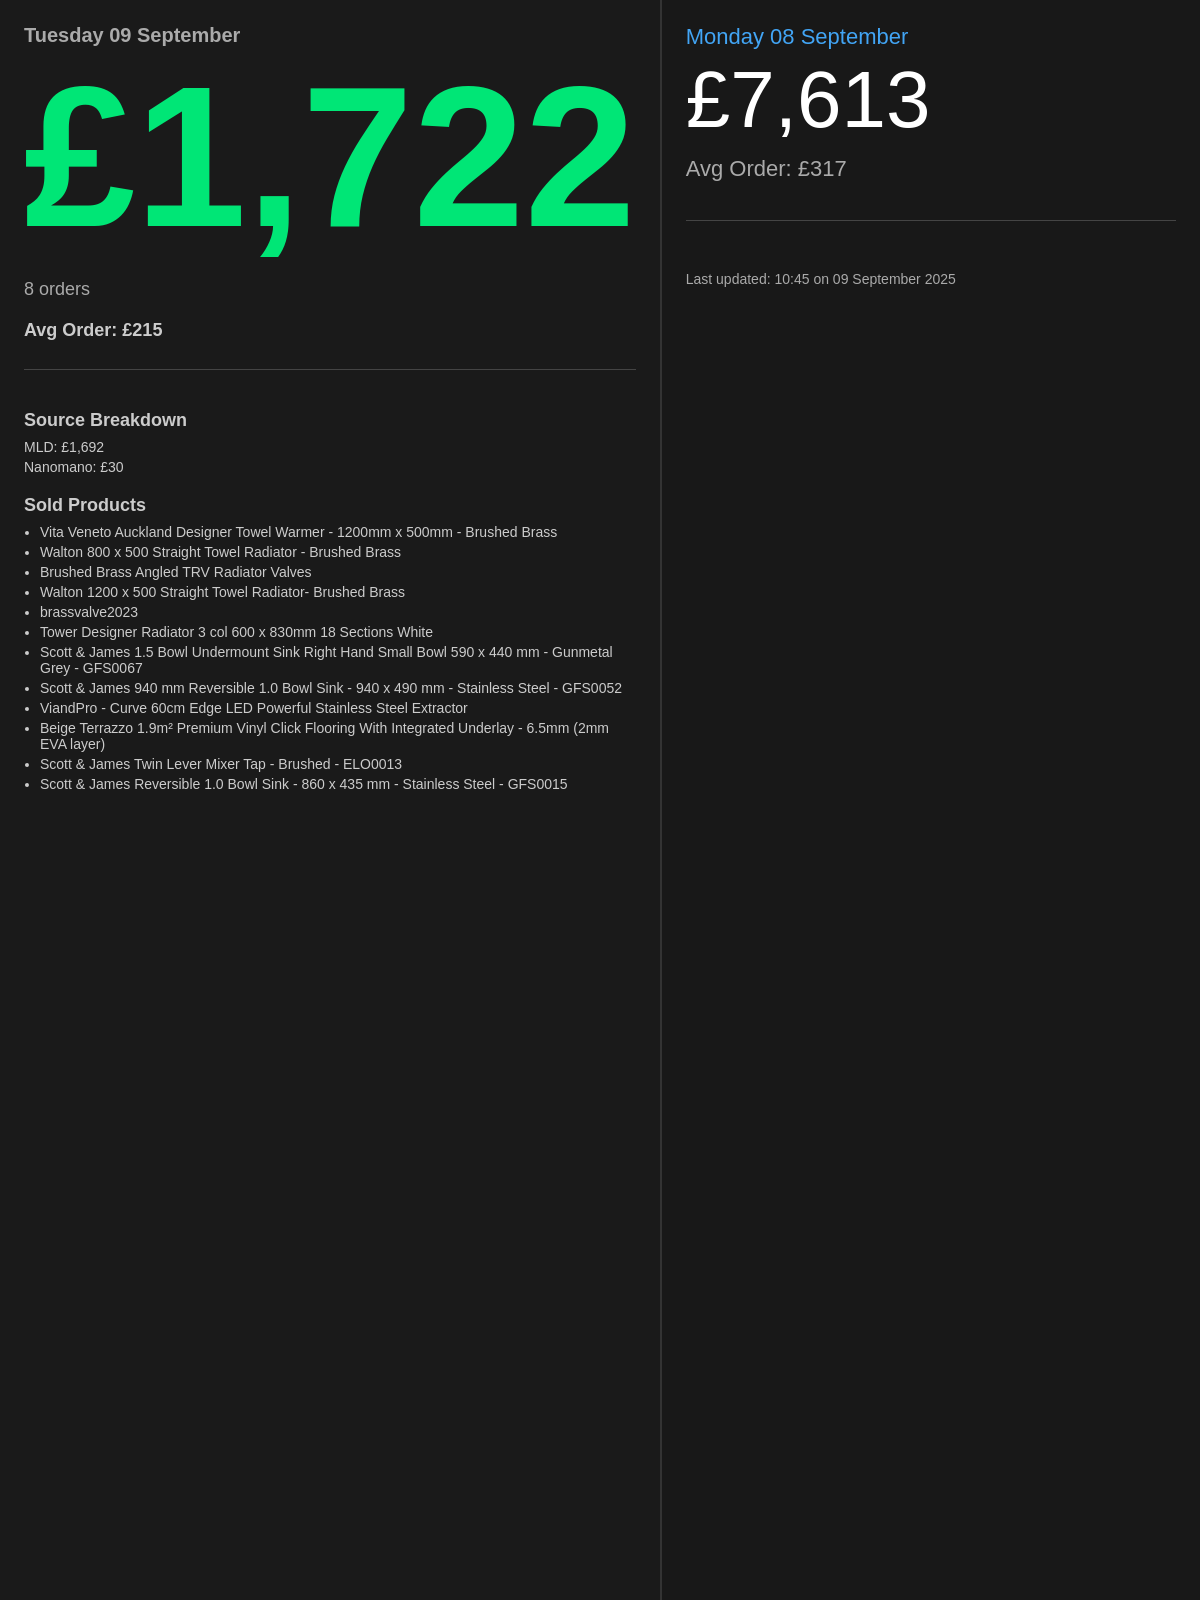 Tuesday 09 September
£1,722
8 orders
Avg Order: £215
Source Breakdown
MLD: £1,692
Nanomano: £30
Sold Products
• Vita Veneto Auckland Designer Towel Warmer - 1200mm x 500mm - Brushed Brass
• Walton 800 x 500 Straight Towel Radiator - Brushed Brass
• Brushed Brass Angled TRV Radiator Valves
• Walton 1200 x 500 Straight Towel Radiator- Brushed Brass
• brassvalve2023
• Tower Designer Radiator 3 col 600 x 830mm 18 Sections White
• Scott & James 1.5 Bowl Undermount Sink Right Hand Small Bowl 590 x 440 mm - Gunmetal
Grey - GFS0067
• Scott & James 940 mm Reversible 1.0 Bowl Sink - 940 x 490 mm - Stainless Steel - GFS0052
• ViandPro - Curve 60cm Edge LED Powerful Stainless Steel Extractor
• Beige Terrazzo 1.9m² Premium Vinyl Click Flooring With Integrated Underlay - 6.5mm (2mm
EVA layer)
• Scott & James Twin Lever Mixer Tap - Brushed - ELO0013
• Scott & James Reversible 1.0 Bowl Sink - 860 x 435 mm - Stainless Steel - GFS0015
Monday 08 September
£7,613
Avg Order: £317
Last updated: 10:45 on 09 September 2025